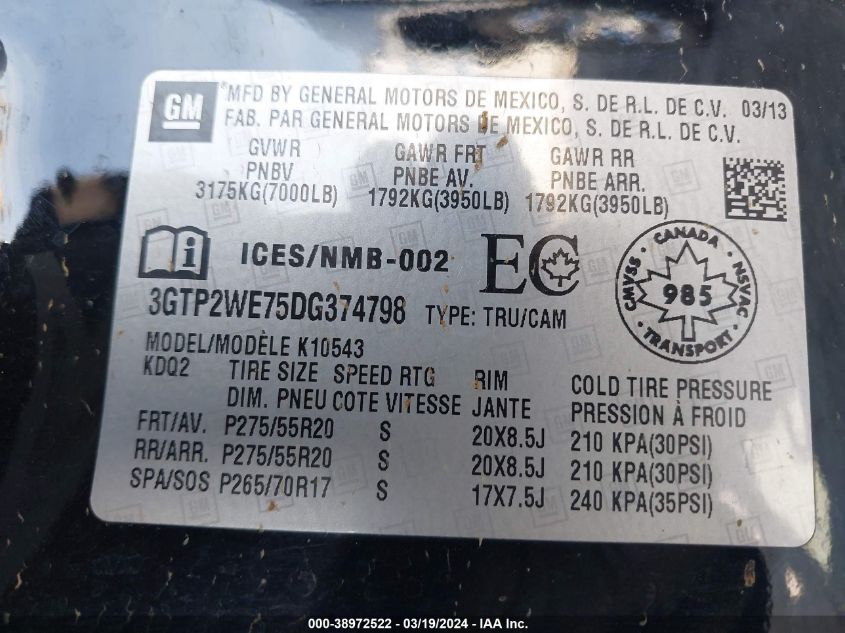 GM
MFD BY GENERAL MOTORS DE MEXICO, S. DE R.L. DE C.V. 03/13
FAB. PAR GENERAL MOTORS DE MEXICO, S. DE R.L. DE C.V.
GVWR GAWR FRT GAWR RR
PNBV PNBE AV. PNBE ARR.
3175KG(7000LB) 1792KG(3950LB) 1792KG(3950LB)
i ICES/NMB-002 EC
CANADA CMVSS NSVAC 985 TRANSPORT
3GTP2WE75DG374798 TYPE: TRU/CAM
MODEL/MODÈLE K10543
KDQ2 TIRE SIZE SPEED RTG RIM COLD TIRE PRESSURE
DIM. PNEU COTE VITESSE JANTE PRESSION À FROID
FRT/AV. P275/55R20 S 20X8.5J 210 KPA(30PSI)
RR/ARR. P275/55R20 S 20X8.5J 210 KPA(30PSI)
SPA/SOS P265/70R17 S 17X7.5J 240 KPA(35PSI)
000-38972522 - 03/19/2024 - IAA Inc.